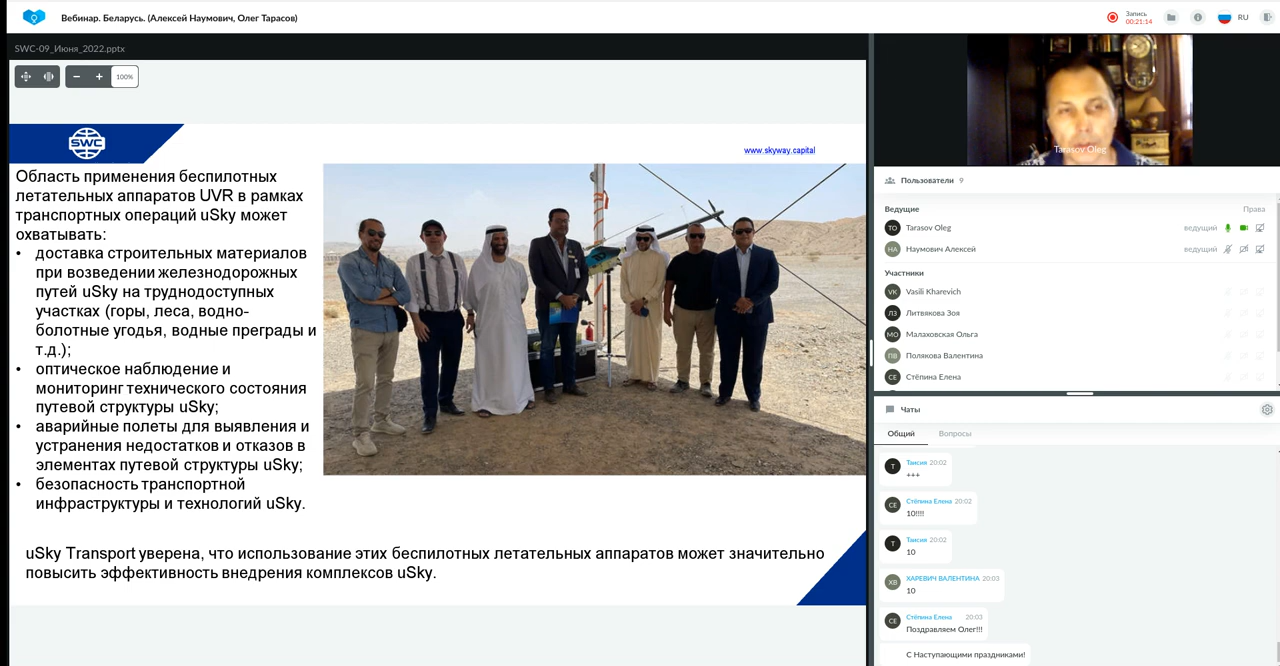 Вебинар. Беларусь. (Алексей Наумович, Олег Тарасов)
Запись
00:21:14
RU
SWC-09_Июня_2022.pptx
100%
SWC
www.skyway.capital
Область применения беспилотных
летательных аппаратов UVR в рамках
транспортных операций uSky может
охватывать:
• доставка строительных материалов
при возведении железнодорожных
путей uSky на труднодоступных
участках (горы, леса, водно-
болотные угодья, водные преграды и
т.д.);
• оптическое наблюдение и
мониторинг технического состояния
путевой структуры uSky;
• аварийные полеты для выявления и
устранения недостатков и отказов в
элементах путевой структуры uSky;
• безопасность транспортной
инфраструктуры и технологий uSky.
uSky Transport уверена, что использование этих беспилотных летательных аппаратов может значительно
повысить эффективность внедрения комплексов uSky.
Tarasov Oleg
Пользователи 9
Ведущие Права
TO Tarasov Oleg ведущий
НА Наумович Алексей ведущий
Участники
VK Vasili Kharevich
ЛЗ Литвякова Зоя
МО Малаховская Ольга
ПВ Полякова Валентина
СЕ Стёпина Елена
Чаты
Общий Вопросы
Т Таисия 20:02
+++
СЕ Стёпина Елена 20:02
10!!!!
Т Таисия 20:02
10
ХВ ХАРЕВИЧ ВАЛЕНТИНА 20:03
10
СЕ Стёпина Елена 20:03
Поздравляем Олег!!!
С Наступающими праздниками!